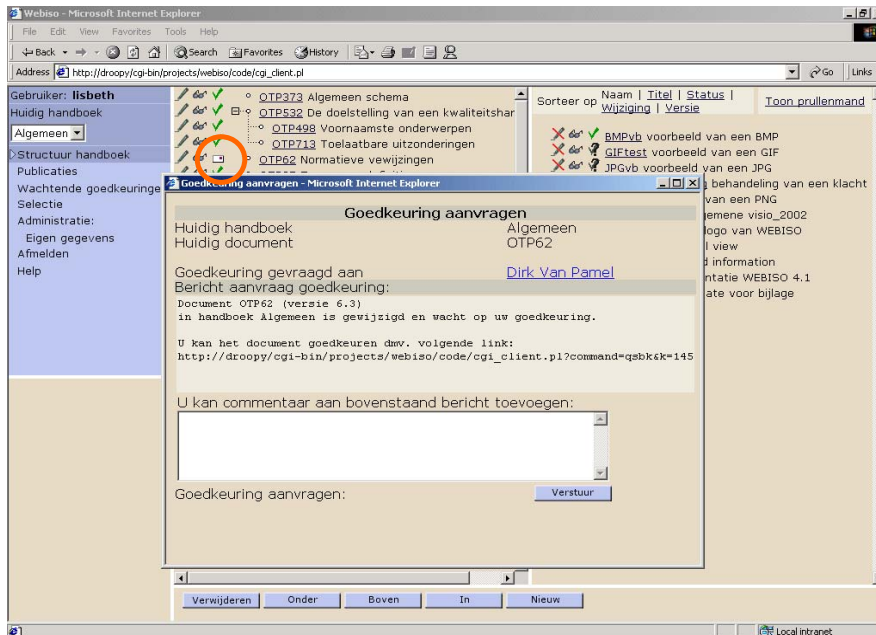 Webiso - Microsoft Internet Explorer
File Edit View Favorites Tools Help
Back Search Favorites History
Address http://droopy/cgi-bin/projects/webiso/code/cgi_client.pl Go Links
Gebruiker: lisbeth
Huidig handboek
Algemeen
Structuur handboek
Publicaties
Wachtende goedkeuringe
Selectie
Administratie:
Eigen gegevens
Afmelden
Help
OTP373 Algemeen schema
OTP532 De doelstelling van een kwaliteitshar
OTP498 Voornaamste onderwerpen
OTP713 Toelaatbare uitzonderingen
OTP62 Normatieve vewijzingen
Sorteer op Naam | Titel | Status |
Wijziging | Versie
Toon prullenmand
BMPvb voorbeeld van een BMP
GIFtest voorbeeld van een GIF
JPGvb voorbeeld van een JPG
behandeling van een klacht
van een PNG
gemene visio_2002
logo van WEBISO
l view
d information
ntatie WEBISO 4.1
ate voor bijlage
Goedkeuring aanvragen - Microsoft Internet Explorer
Goedkeuring aanvragen
Huidig handboek Algemeen
Huidig document OTP62
Goedkeuring gevraagd aan Dirk Van Pamel
Bericht aanvraag goedkeuring:
Document OTP62 (versie 6.3)
in handboek Algemeen is gewijzigd en wacht op uw goedkeuring.
U kan het document goedkeuren dmv. volgende link:
http://droopy/cgi-bin/projects/webiso/code/cgi_client.pl?command=qsbk&k=145
U kan commentaar aan bovenstaand bericht toevoegen:
Goedkeuring aanvragen: Verstuur
Verwijderen Onder Boven In Nieuw
Local intranet